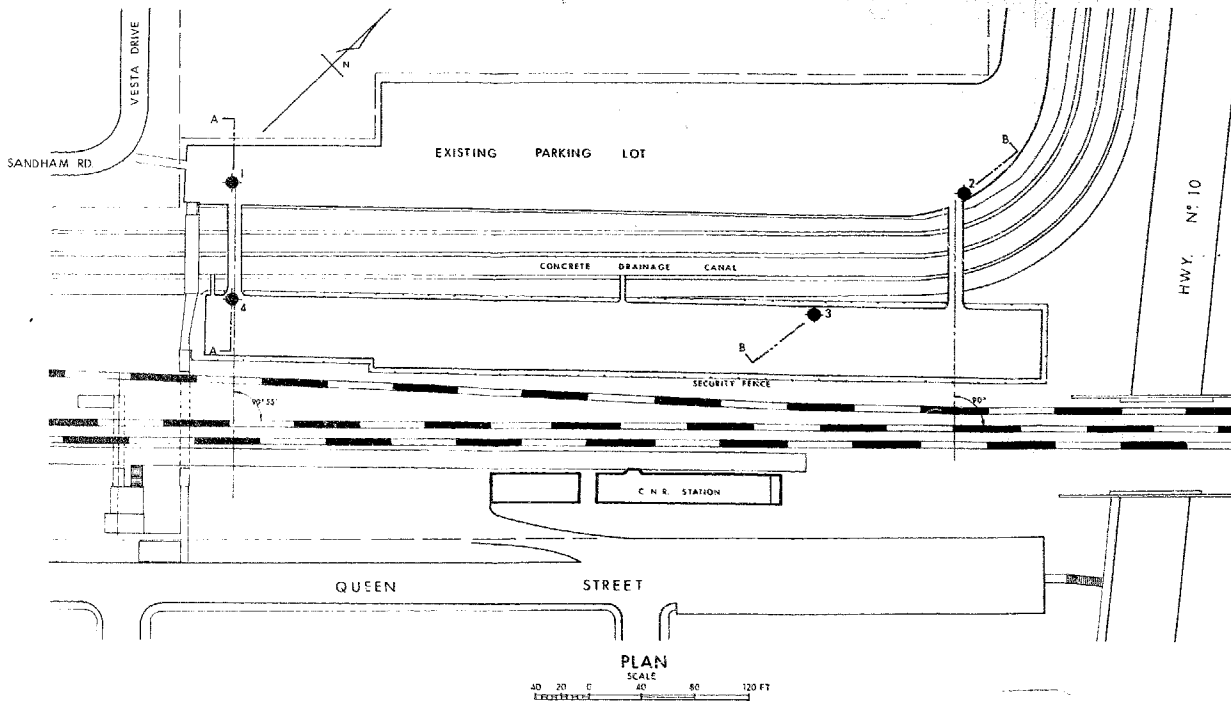 VESTA DRIVE
SANDHAM RD.
N
A
1
EXISTING PARKING LOT
B
2
HWY. Nº 10
CONCRETE DRAINAGE CANAL
4
3
A
B
SECURITY FENCE
90° 55'
90°
C N R. STATION
QUEEN STREET
PLAN
SCALE
40 20 0 40 80 120 FT